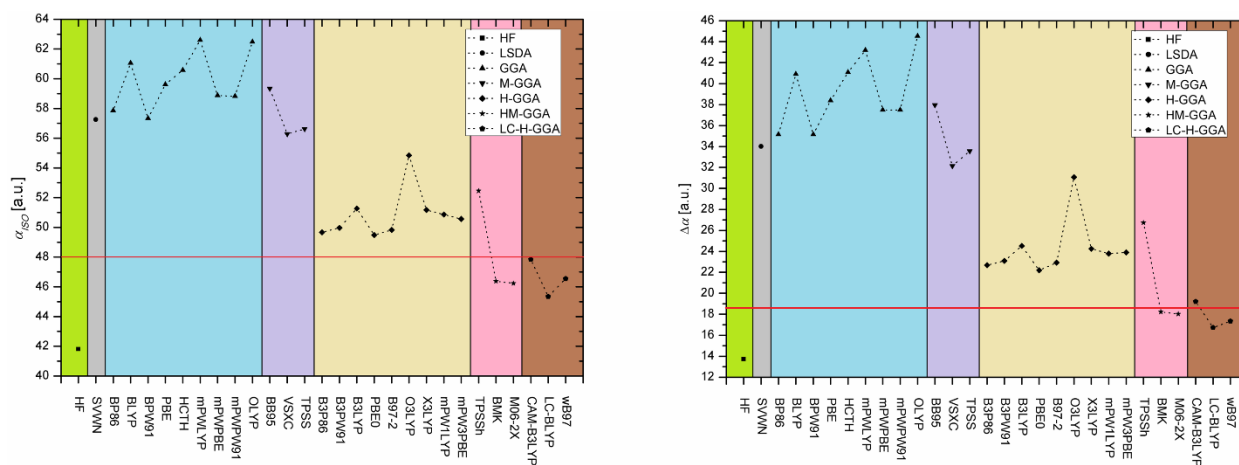 α_ISO [a.u.]
64
62
60
58
56
54
52
50
48
46
44
42
40
HF
LSDA
GGA
M-GGA
H-GGA
HM-GGA
LC-H-GGA
HF
SVWN
BP86
BLYP
BPW91
PBE
HCTH
mPWLYP
mPWPBE
mPWPW91
OLYP
BB95
VSXC
TPSS
B3P86
B3PW91
B3LYP
PBE0
B97-2
O3LYP
X3LYP
mPW1LYP
mPW3PBE
TPSSh
BMK
M06-2X
CAM-B3LYP
LC-BLYP
wB97
Δα [a.u.]
46
44
42
40
38
36
34
32
30
28
26
24
22
20
18
16
14
12
HF
LSDA
GGA
M-GGA
H-GGA
HM-GGA
LC-H-GGA
HF
SVWN
BP86
BLYP
BPW91
PBE
HCTH
mPWLYP
mPWPBE
mPWPW91
OLYP
BB95
VSXC
TPSS
B3P86
B3PW91
B3LYP
PBE0
B97-2
O3LYP
X3LYP
mPW1LYP
mPW3PBE
TPSSh
BMK
M06-2X
CAM-B3LYP
LC-BLYP
wB97